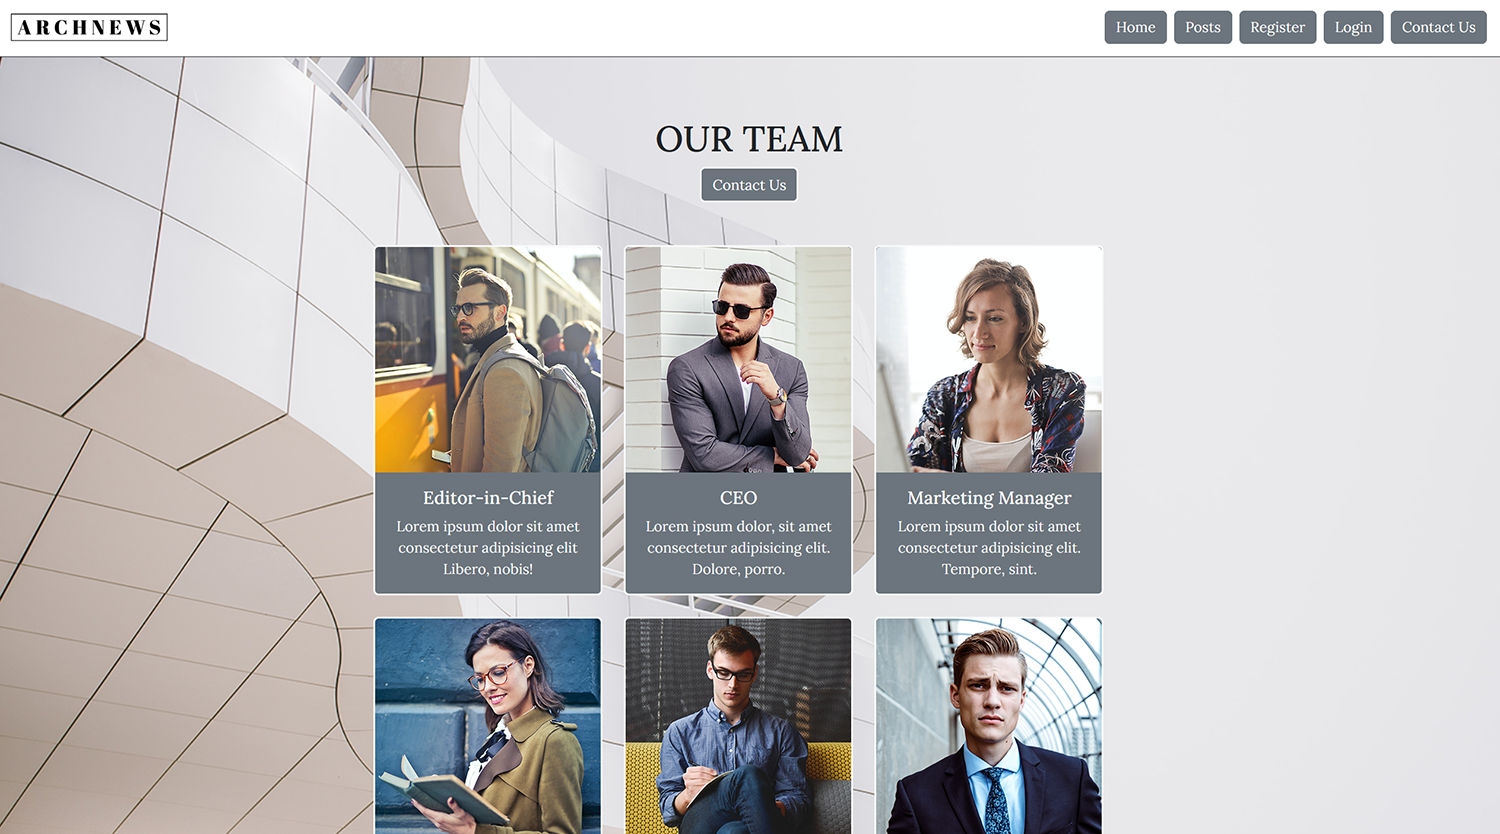 ARCHNEWS
Home Posts Register Login Contact Us
OUR TEAM
Contact Us
Editor-in-Chief
Lorem ipsum dolor sit amet
consectetur adipisicing elit
Libero, nobis!
CEO
Lorem ipsum dolor, sit amet
consectetur adipisicing elit.
Dolore, porro.
Marketing Manager
Lorem ipsum dolor sit amet
consectetur adipisicing elit.
Tempore, sint.